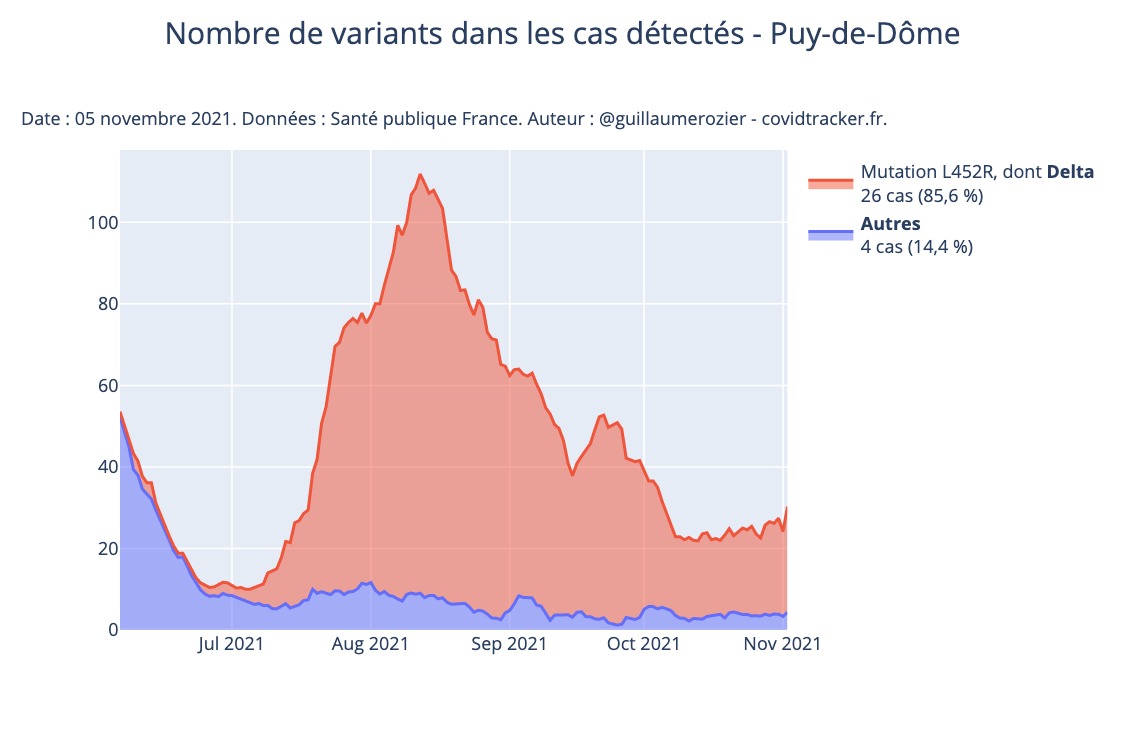 Nombre de variants dans les cas détectés - Puy-de-Dôme
Date : 05 novembre 2021. Données : Santé publique France. Auteur : @guillaumerozier - covidtracker.fr.
Mutation L452R, dont Delta
26 cas (85,6 %)
Autres
4 cas (14,4 %)
100
80
60
40
20
0
Jul 2021 Aug 2021 Sep 2021 Oct 2021 Nov 2021